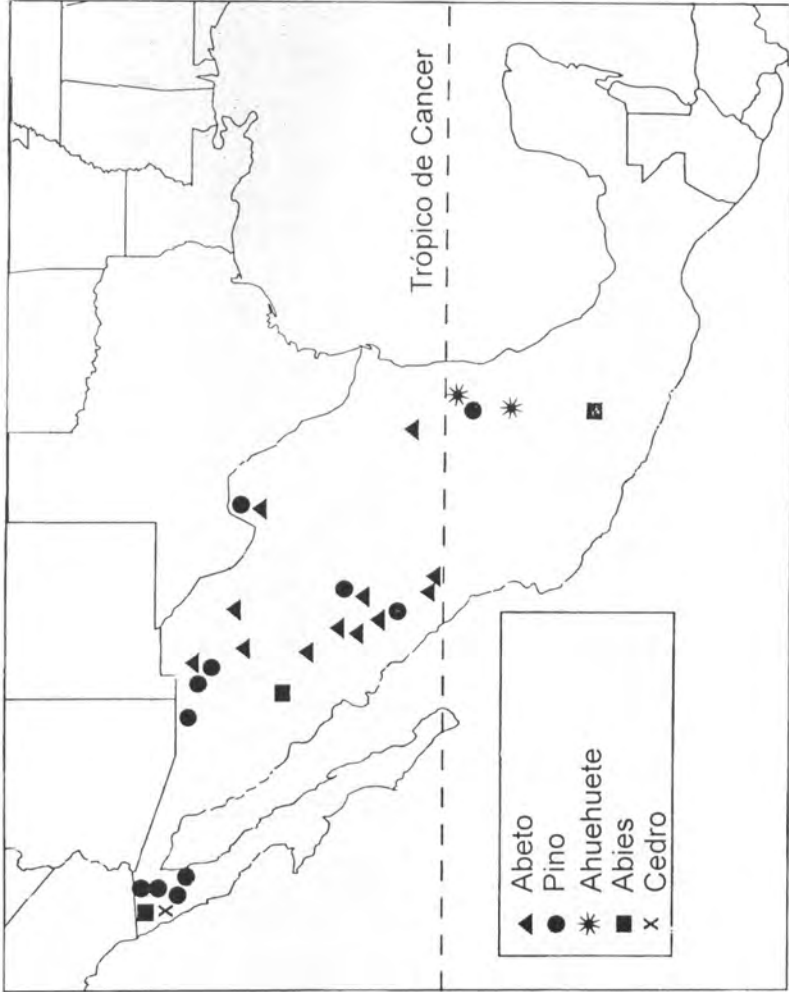 Trópico de Cancer
Abeto
Pino
Ahuehuete
Abies
Cedro